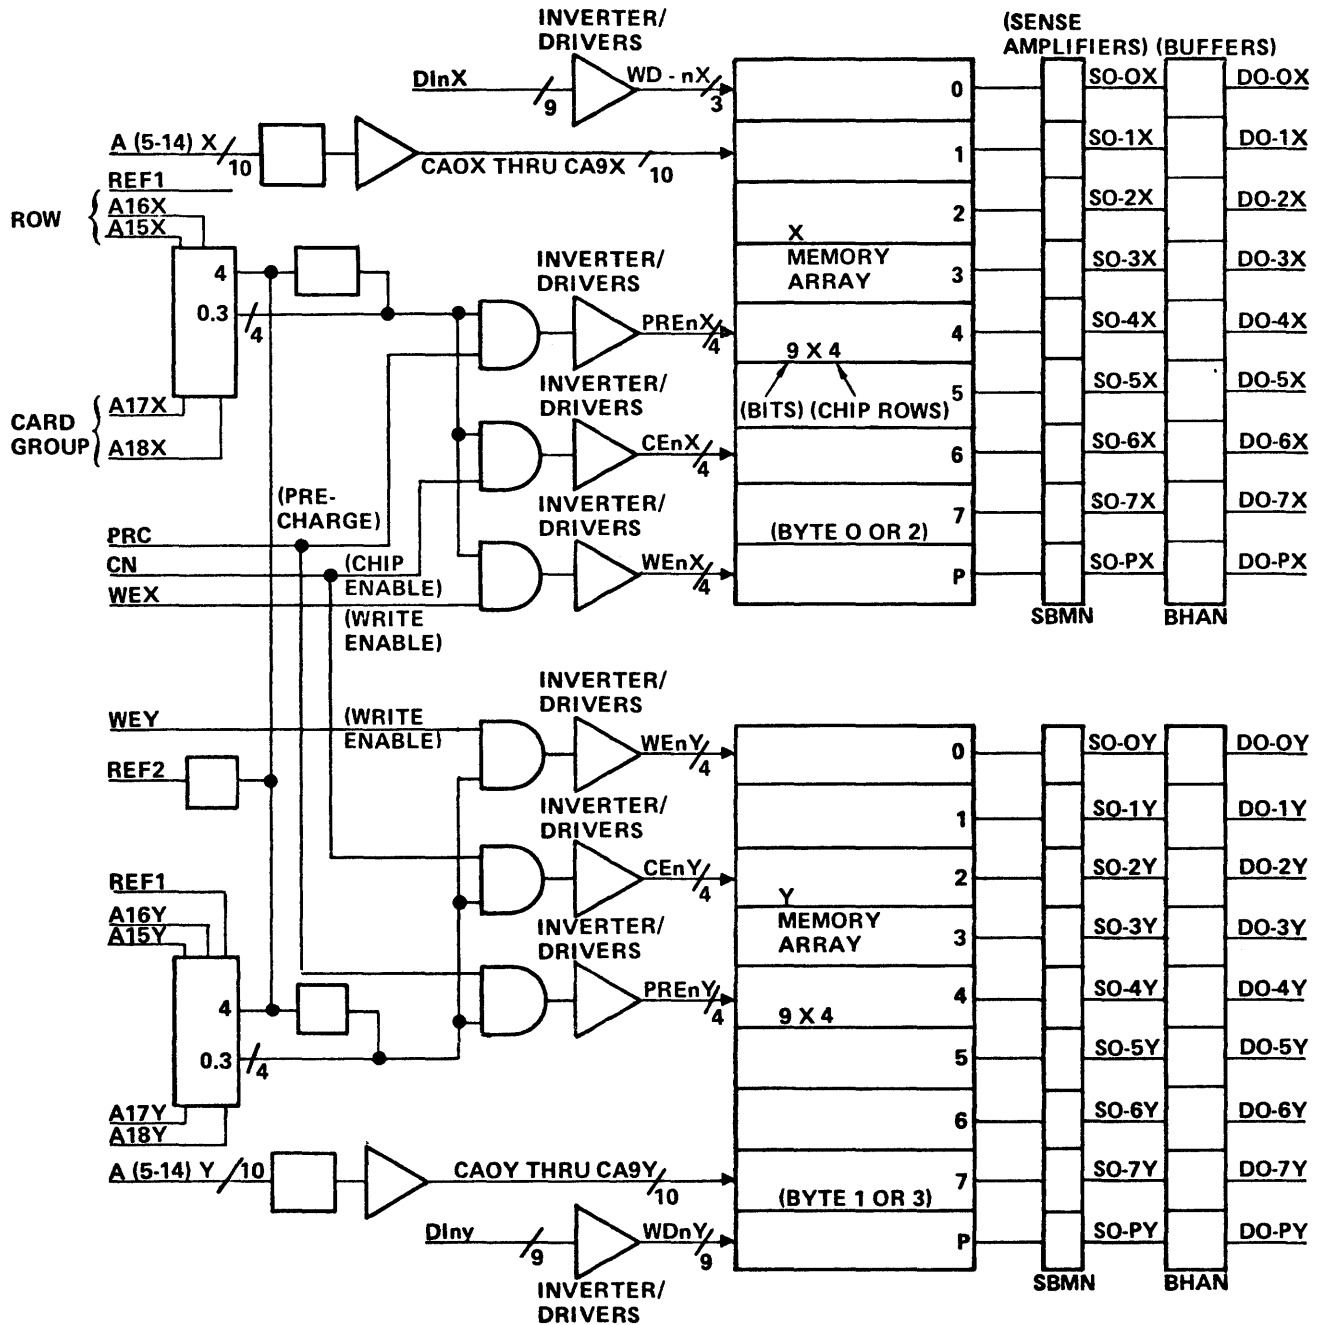 INVERTER/
DRIVERS
(SENSE
AMPLIFIERS) (BUFFERS)
DInX
9
WD - nX
3
0
SO-OX
DO-OX
A (5-14) X
10
CAOX THRU CA9X
10
1
SO-1X
DO-1X
REF1
ROW
A16X
A15X
2
SO-2X
DO-2X
4
0.3
4
INVERTER/
DRIVERS
X
MEMORY
ARRAY
3
SO-3X
DO-3X
PREnX
4
4
SO-4X
DO-4X
9 X 4
(BITS) (CHIP ROWS)
5
SO-5X
DO-5X
CARD
GROUP
A17X
A18X
INVERTER/
DRIVERS
CEnX
4
6
SO-6X
DO-6X
(PRE-
CHARGE)
INVERTER/
DRIVERS
7
SO-7X
DO-7X
(BYTE O OR 2)
PRC
CN
(CHIP
ENABLE)
WEX
(WRITE
ENABLE)
WEnX
4
P
SO-PX
DO-PX
SBMN
BHAN
INVERTER/
DRIVERS
WEY
(WRITE
ENABLE)
WEnY
4
0
SO-OY
DO-OY
REF2
INVERTER/
DRIVERS
1
SO-1Y
DO-1Y
REF1
CEnY
4
2
SO-2Y
DO-2Y
A16Y
A15Y
INVERTER/
DRIVERS
Y
MEMORY
ARRAY
3
SO-3Y
DO-3Y
4
0.3
4
PREnY
4
4
SO-4Y
DO-4Y
9 X 4
5
SO-5Y
DO-5Y
A17Y
A18Y
6
SO-6Y
DO-6Y
A (5-14) Y
10
CAOY THRU CA9Y
10
7
SO-7Y
DO-7Y
(BYTE 1 OR 3)
DIny
9
WDnY
9
P
SO-PY
DO-PY
INVERTER/
DRIVERS
SBMN
BHAN